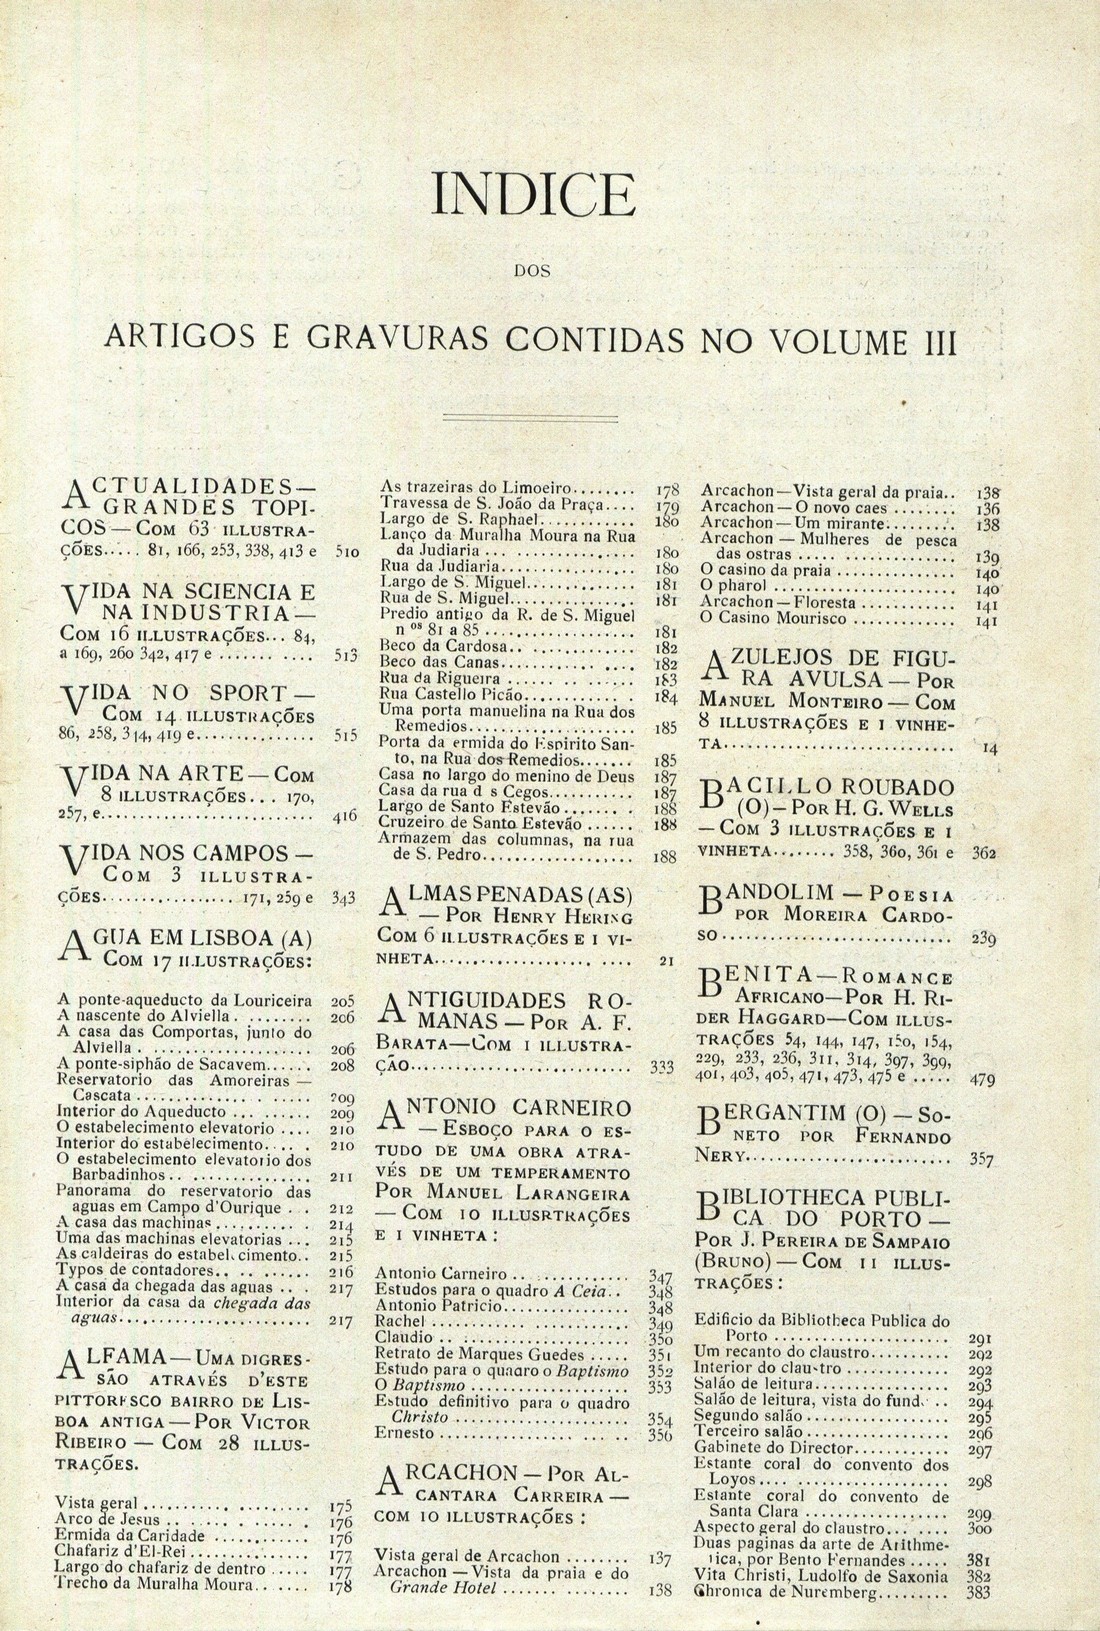 INDICE
DOS
ARTIGOS E GRAVURAS CONTIDAS NO VOLUME III
ACTUALIDADES—
GRANDES TOPI-
COS — COM 63 ILLUSTRA-
ÇÕES..... 81, 166, 253, 338, 413 e 510
VIDA NA SCIENCIA E
NA INDUSTRIA —
COM 16 ILLUSTRAÇÕES... 84,
a 169, 260 342, 417 e ....... .... 513
VIDA NO SPORT —
COM 14 ILLUSTRAÇÕES
86, 258, 314, 419 e............... 515
VIDA NA ARTE — COM
8 ILLUSTRAÇÕES... 170,
257, e........................... 416
VIDA NOS CAMPOS —
COM 3 ILLUSTRA-
ÇÕES................. 171, 259 e 343
AGUA EM LISBOA (A)
COM 17 ILLUSTRAÇÕES:
A ponte-aqueducto da Louriceira 205
A nascente do Alviella. ........ 206
A casa das Comportas, junto do
Alviella . .................... 206
A ponte-siphão de Sacavem...... 208
Reservatorio das Amoreiras —
Cascata ............. . ..... 209
Interior do Aqueducto ... ...... 209
O estabelecimento elevatorio .... 210
Interior do estabelecimento..... 210
O estabelecimento elevatorio dos
Barbadinhos.. ............... 211
Panorama do reservatorio das
aguas em Campo d'Ourique . . 212
A casa das machinas .......... . 214
Uma das machinas elevatorias ... 215
As caldeiras do estabelecimento.. 215
Typos de contadores.. .. ...... 216
A casa da chegada das aguas .. . 217
Interior da casa da chegada das
aguas....................... 217
ALFAMA — UMA DIGRES-
SÃO ATRAVÉS D'ESTE
PITTORESCO BAIRRO DE LIS-
BOA ANTIGA — POR VICTOR
RIBEIRO — COM 28 ILLUS-
TRAÇÕES.
Vista geral .......... ......... 175
Arco de Jesus .. .. ..... . ..... 176
Ermida da Caridade ............ 176
Chafariz d'El-Rei ............... 177
Largo do chafariz de dentro ..... 177
Trecho da Muralha Moura........ 178
As trazeiras do Limoeiro........ 178
Travessa de S. João da Praça.... 179
Largo de S. Raphael............ 180
Lanço da Muralha Moura na Rua
da Judiaria ... ............... 180
Rua da Judiaria................. 180
Largo de S. Miguel.............. 181
Rua de S. Miguel................ 181
Predio antigo da R. de S. Miguel
n os 81 a 85 ................... 181
Beco da Cardosa.. ............. 182
Beco das Canas............ .... 182
Rua da Rigueira ...... .. ...... 183
Rua Castello Picão............. 184
Uma porta manuelina na Rua dos
Remedios..................... 185
Porta da ermida do Espirito San-
to, na Rua dos Remedios....... 185
Casa no largo do menino de Deus 187
Casa da rua d s Cegos........... 187
Largo de Santo Estevão ........ 188
Cruzeiro de Santo Estevão ...... 188
Armazem das columnas, na rua
de S. Pedro.................. 188
ALMAS PENADAS (AS)
— POR HENRY HERING
COM 6 ILLUSTRAÇÕES E 1 VI-
NHETA.................... .... 21
ANTIGUIDADES RO-
MANAS — POR A. F.
BARATA—COM 1 ILLUSTRA-
ÇÃO............................ 333
ANTONIO CARNEIRO
— ESBOÇO PARA O ES-
TUDO DE UMA OBRA ATRA-
VÉS DE UM TEMPERAMENTO
POR MANUEL LARANGEIRA
— COM 10 ILLUSRTRAÇÕES
E 1 VINHETA :
Antonio Carneiro .. ............ 347
Estudos para o quadro A Ceia... 348
Antonio Patricio................ 348
Rachel ........................ 349
Claudio .. .................... 350
Retrato de Marques Guedes ..... 351
Estudo para o quadro o Baptismo 352
O Baptismo .................... 353
Estudo definitivo para o quadro
Christo ...................... 354
Ernesto ................. .. ... 356
ARCACHON — POR AL-
CANTARA CARREIRA —
COM 10 ILLUSTRAÇÕES :
Vista geral de Arcachon ........ 137
Arcachon — Vista da praia e do
Grande Hotel ....... ........ 138
Arcachon—Vista geral da praia.. 138
Arcachon — O novo caes ........ 136
Arcachon — Um mirante......... 138
Arcachon — Mulheres de pesca
das ostras ..... .............. 139
O casino da praia .............. 140
O pharol ....................... 140
Arcachon — Floresta ............ 141
O Casino Mourisco ............. 141
AZULEJOS DE FIGU-
RA AVULSA — POR
MANUEL MONTEIRO — COM
8 ILLUSTRAÇÕES E 1 VINHE-
TA............................. 14
BACILLO ROUBADO
(O) — POR H. G. WELLS
— COM 3 ILLUSTRAÇÕES E 1
VINHETA........ 358, 360, 361 e 362
BANDOLIM — POESIA
POR MOREIRA CARDO-
SO ............................. 239
BENITA — ROMANCE
AFRICANO—POR H. RI-
DER HAGGARD—COM ILLUS-
TRAÇÕES 54, 144, 147, 150, 154,
229, 233, 236, 311, 314, 397, 399,
401, 403, 405, 471, 473, 475 e ..... 479
BERGANTIM (O) — SO-
NETO POR FERNANDO
NERY.......................... 357
BIBLIOTHECA PUBLI-
CA DO PORTO —
POR J. PEREIRA DE SAMPAIO
(BRUNO) — COM 11 ILLUS-
TRAÇÕES :
Edificio da Bibliotheca Publica do
Porto ...................... 291
Um recanto do claustro.......... 292
Interior do claustro ............. 292
Salão de leitura................. 293
Salão de leitura, vista do fund. .. 294
Segundo salão .................. 295
Terceiro salão .................. 296
Gabinete do Director............ 297
Estante coral do convento dos
Loyos.... ................... 298
Estante coral do convento de
Santa Clara .................. 299
Aspecto geral do claustro... .... 300
Duas paginas da arte de Arithme-
tica, por Bento Fernandes ..... 381
Vita Christi, Ludolfo de Saxonia 382
Chronica de Nuremberg......... 383